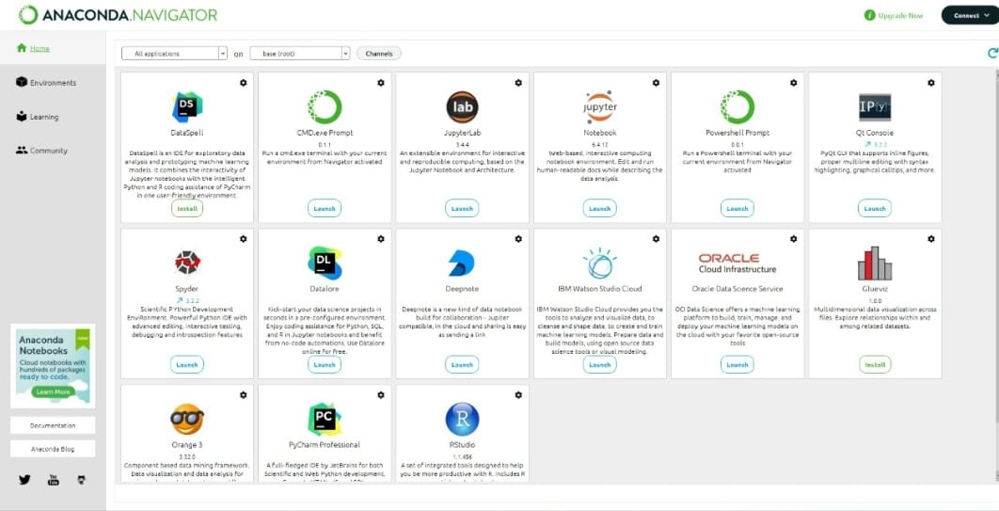 ANACONDA.NAVIGATOR
Upgrade Now
Connect
Home
All applications
on
base (root)
Channels
Environments
Learning
Community
DS
DataSpell
DataSpell is an IDE for exploratory data
analysis and prototyping machine learning
models. It combines the interactivity of
Jupyter notebooks with the intelligent
Python and R coding assistance of PyCharm
in one user-friendly environment.
Install
CMD.exe Prompt
0.1.1
Run a cmd.exe terminal with your current
environment from Navigator activated
Launch
lab
JupyterLab
3.4.4
An extensible environment for interactive
and reproducible computing, based on the
Jupyter Notebook and Architecture.
Launch
jupyter
Notebook
6.4.12
Web-based, interactive computing
notebook environment. Edit and run
human-readable docs while describing the
data analysis.
Launch
Powershell Prompt
0.0.1
Run a Powershell terminal with your
current environment from Navigator
activated
Launch
IP[y]:
Qt Console
5.2.2
PyQt GUI that supports inline figures,
proper multiline editing with syntax
highlighting, graphical calltips, and more.
Launch
Spyder
5.2.2
Scientific PYthon Development
EnviRonment. Powerful Python IDE with
advanced editing, interactive testing,
debugging and introspection features
Launch
DL
Datalore
Kick-start your data science projects in
seconds in a pre-configured environment.
Enjoy coding assistance for Python, SQL,
and R in Jupyter notebooks and benefit
from no-code automations. Use Datalore
online for free.
Launch
Deepnote
Deepnote is a new kind of data notebook
build for collaboration - Jupiter
compatible, in the cloud and sharing is easy
as sending a link
Launch
IBM Watson Studio Cloud
IBM Watson Studio Cloud provides you the
tools to analyze and visualize data, to
cleanse and shape data, to create and train
machine learning models. Prepare data and
build models, using open source data
science tools or visual modeling.
Launch
ORACLE
Cloud Infrastructure
Oracle Data Science Service
OCI Data Science offers a machine learning
platform to build, train, manage, and
deploy your machine learning models on
the cloud with your favorite open-source
tools
Launch
Glueviz
1.0.0
Multidimensional data visualization across
files. Explore relationships within and
among related datasets.
Install
Anaconda
Notebooks
Cloud notebooks with
hundreds of packages
ready to code.
Learn More
Documentation
Anaconda Blog
You
Tube
Orange 3
3.32.0
Component based data mining framework.
Data visualization and data analysis for
PC
PyCharm Professional
A full-fledged IDE by JetBrains for both
Scientific and Web Python development.
R
RStudio
1.1.456
A set of integrated tools designed to help
you be more productive with R. Includes R